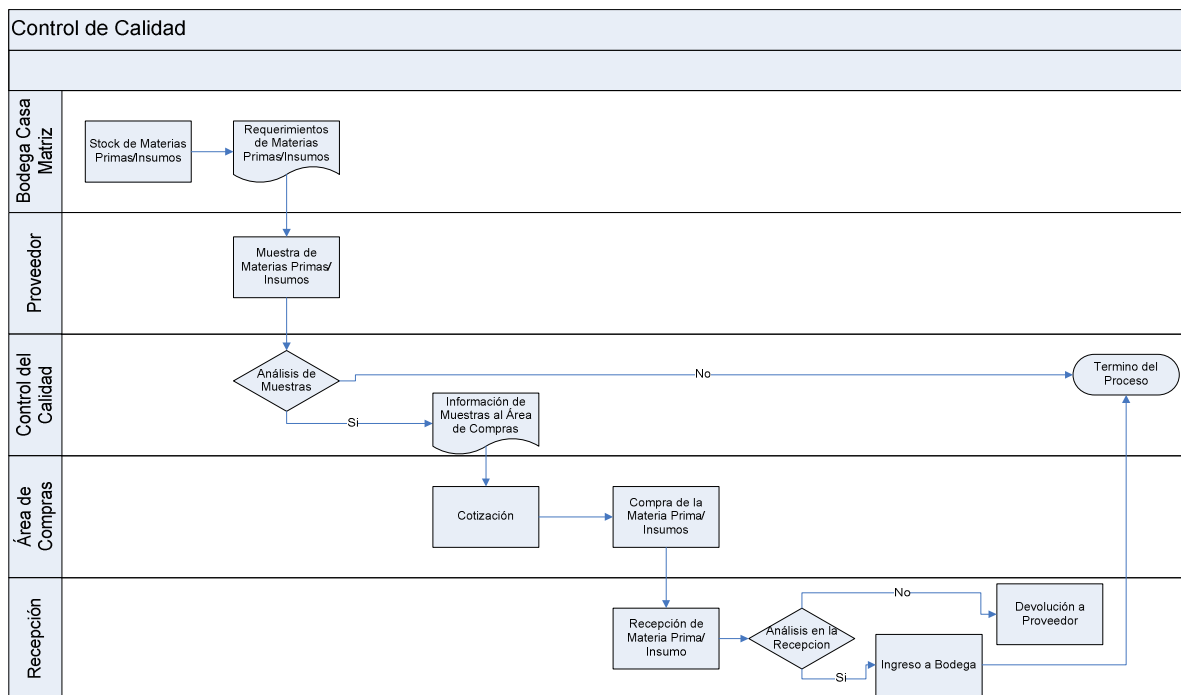 Control de Calidad
Bodega Casa
Matriz
Stock de Materias
Primas/Insumos
Requerimientos
de Materias
Primas/Insumos
Proveedor
Muestra de
Materias Primas/
Insumos
Control del
Calidad
Análisis de
Muestras
No
Termino del
Proceso
Si
Información de
Muestras al Área
de Compras
Área de
Compras
Cotización
Compra de la
Materia Prima/
Insumos
Recepción
Recepción de
Materia Prima/
Insumo
Análisis en la
Recepcion
No
Devolución a
Proveedor
Si
Ingreso a Bodega